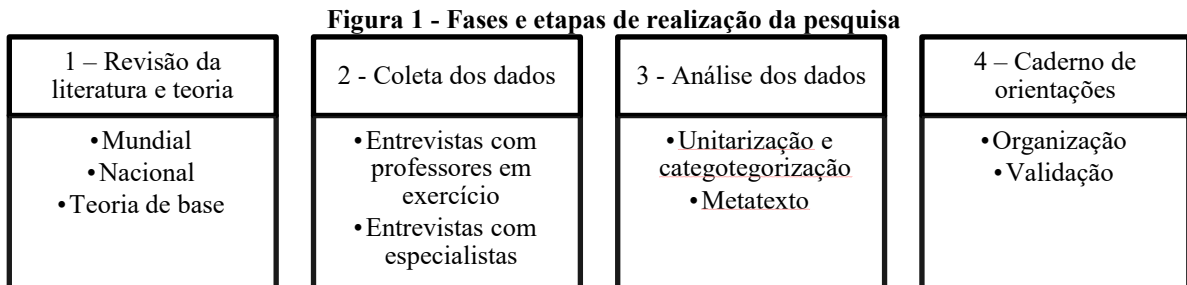 Figura 1 - Fases e etapas de realização da pesquisa
1 – Revisão da
literatura e teoria
•Mundial
•Nacional
•Teoria de base
2 - Coleta dos dados
•Entrevistas com
professores em
exercício
•Entrevistas com
especialistas
3 - Análise dos dados
•Unitarização e
categotegorização
•Metatexto
4 – Caderno de
orientações
•Organização
•Validação